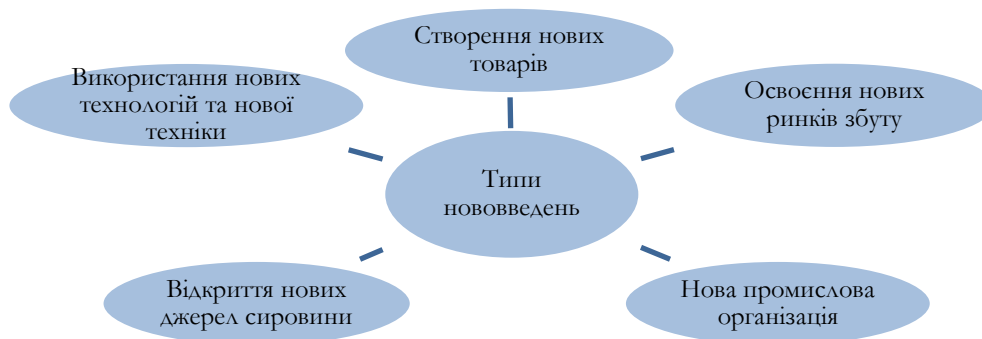 Створення нових
товарів
Використання нових
технологій та нової
техніки
Освоєння нових
ринків збуту
Типи
нововведень
Відкриття нових
джерел сировини
Нова промислова
організація